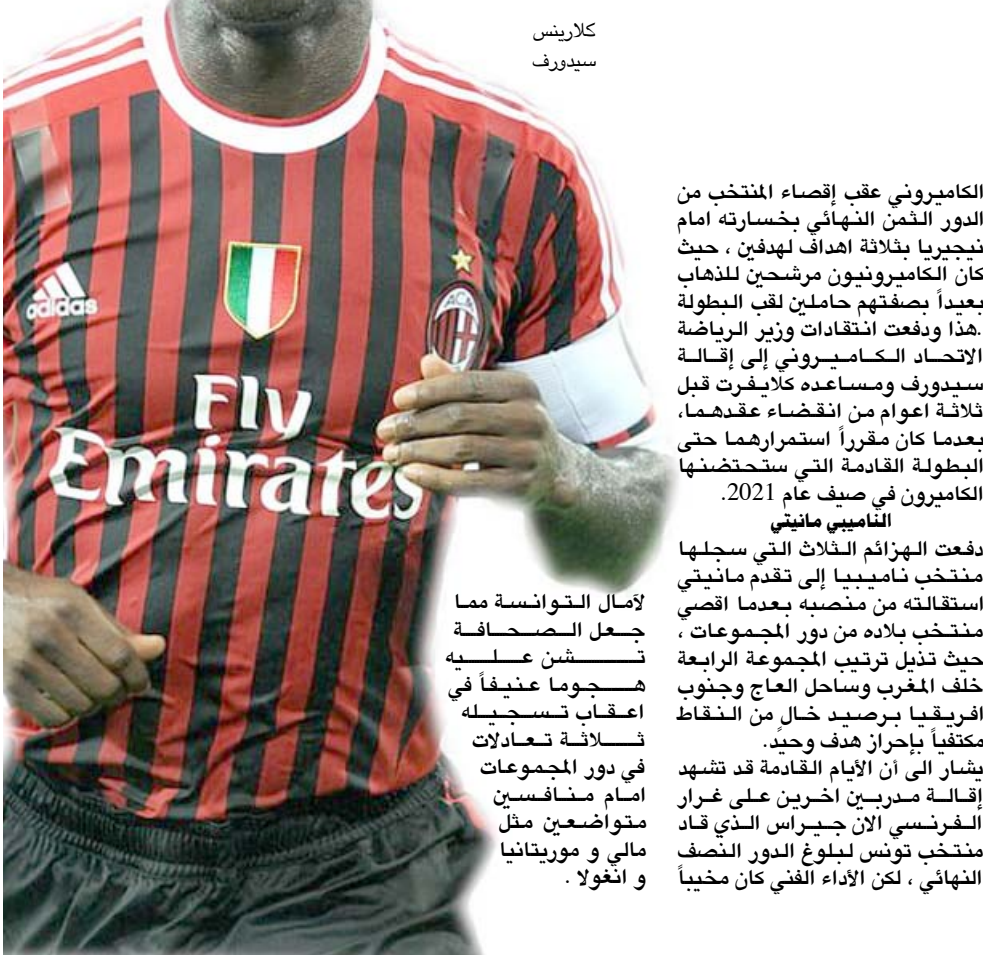 كلارينس
سيدورف
الكاميروني عقب إقصاء المنتخب من
الدور الثمن النهائي بخسارته امام
نيجيريا بثلاثة اهداف لهدفين ، حيث
كان الكاميرونيون مرشحين للذهاب
بعيداً بصفتهم حاملين لقب البطولة
.هذا ودفعت انتقادات وزير الرياضة
الاتحاد الكاميروني إلى إقالة
سيدورف ومساعده كلايفرت قبل
ثلاثة اعوام من انقضاء عقدهما،
بعدما كان مقرراً استمرارهما حتى
البطولة القادمة التي ستحتضنها
الكاميرون في صيف عام 2021.
الناميبي مانيتي
دفعت الهزائم الثلاث التي سجلها
منتخب ناميبيا إلى تقدم مانيتي
استقالته من منصبه بعدما اقصي
منتخب بلاده من دور المجموعات ،
حيث تذيل ترتيب المجموعة الرابعة
خلف المغرب وساحل العاج وجنوب
افريقيا برصيد خالٍ من النقاط
مكتفياً بإحراز هدف وحيد.
يشار الى أن الأيام القادمة قد تشهد
إقالة مدربين اخرين على غرار
الفرنسي الان جيراس الذي قاد
منتخب تونس لبلوغ الدور النصف
النهائي ، لكن الأداء الفني كان مخيباً
لآمال التوانسة مما
جعل الصحافة
تشن عليه
هجوما عنيفاً في
اعقاب تسجيله
ثلاثة تعادلات
في دور المجموعات
امام منافسين
متواضعين مثل
مالي و موريتانيا
و انغولا .
adidas
ACM
Fly
Emirates